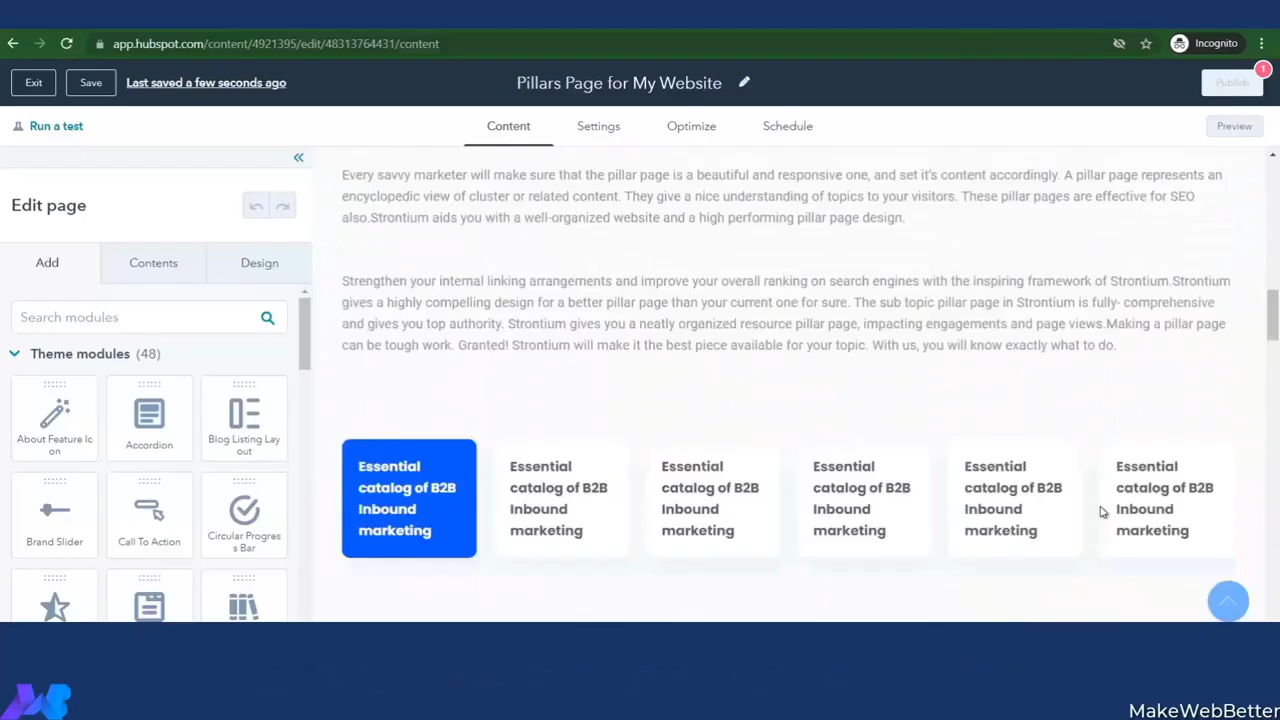 app.hubspot.com/content/4921395/edit/48313764431/content
Incognito
Exit
Save
Last saved a few seconds ago
Pillars Page for My Website
1
Publish
Run a test
Content
Settings
Optimize
Schedule
Preview
Edit page
Add
Contents
Design
Search modules
Theme modules (48)
About Feature Ic
on
Accordion
Blog Listing Lay
out
Brand Slider
Call To Action
Circular Progres
s Bar
Every savvy marketer will make sure that the pillar page is a beautiful and responsive one, and set it's content accordingly. A pillar page represents an
encyclopedic view of cluster or related content. They give a nice understanding of topics to your visitors. These pillar pages are effective for SEO
also.Strontium aids you with a well-organized website and a high performing pillar page design.
Strengthen your internal linking arrangements and improve your overall ranking on search engines with the inspiring framework of Strontium.Strontium
gives a highly compelling design for a better pillar page than your current one for sure. The sub topic pillar page in Strontium is fully- comprehensive
and gives you top authority. Strontium gives you a neatly organized resource pillar page, impacting engagements and page views.Making a pillar page
can be tough work. Granted! Strontium will make it the best piece available for your topic. With us, you will know exactly what to do.
Essential
catalog of B2B
Inbound
marketing
Essential
catalog of B2B
Inbound
marketing
Essential
catalog of B2B
Inbound
marketing
Essential
catalog of B2B
Inbound
marketing
Essential
catalog of B2B
Inbound
marketing
Essential
catalog of B2B
Inbound
marketing
MakeWebBetter